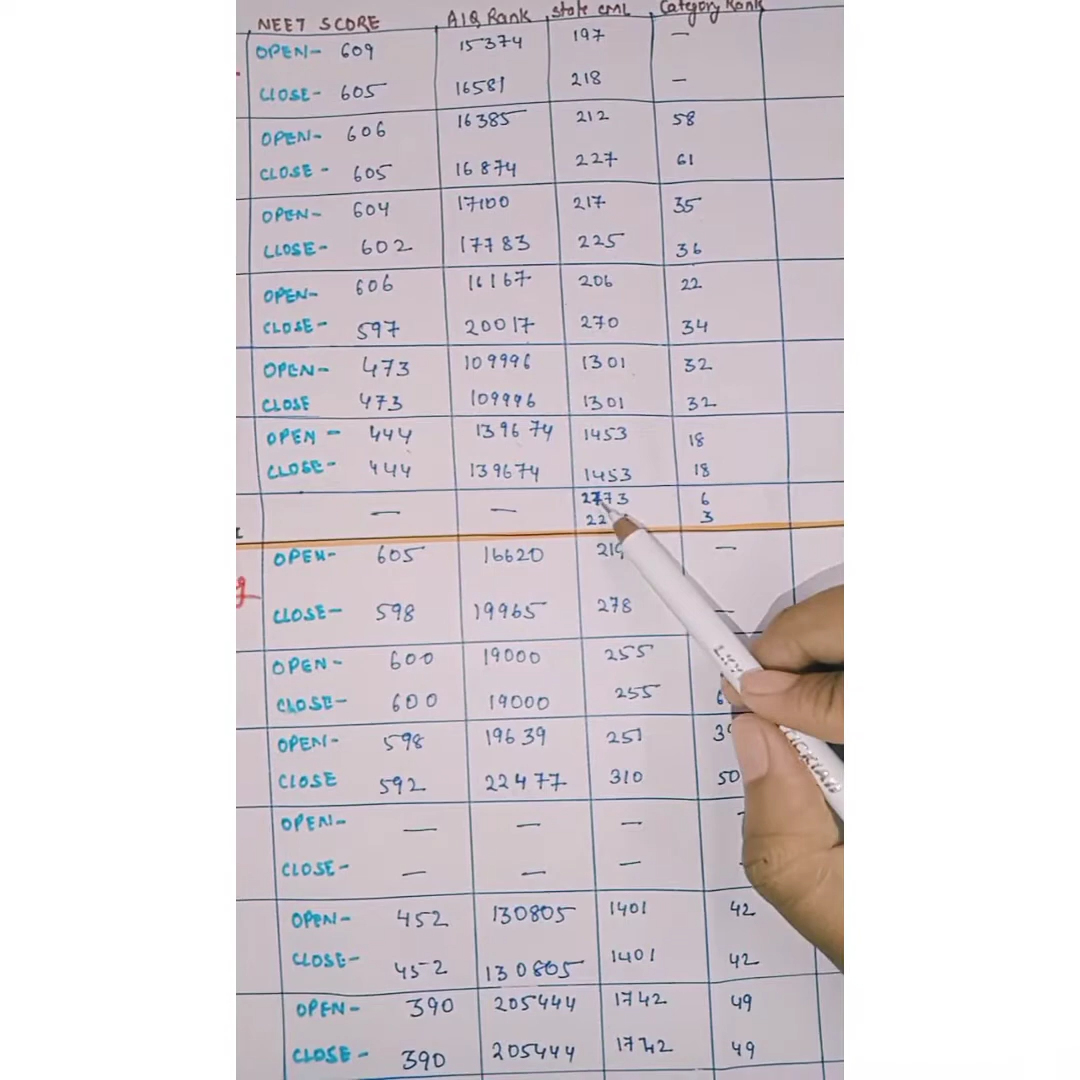 NEET SCORE AIQ Rank State CML Category Rank
OPEN- 609 15374 197 —
CLOSE- 605 16581 218 —
OPEN- 606 16385 212 58
CLOSE- 605 16874 227 61
OPEN- 604 17100 217 35
CLOSE- 602 17783 225 36
OPEN- 606 16167 206 22
CLOSE- 597 20017 270 34
OPEN- 473 109996 1301 32
CLOSE 473 109996 1301 32
OPEN- 444 139674 1453 18
CLOSE- 444 139674 1453 18
2773 6
— —
3
OPEN- 605 16620 —
CLOSE- 598 19965 278 —
OPEN- 600 19000 255
CLOSE- 600 19000 255
OPEN- 598 19639 251
CLOSE 592 22477 310 50
OPEN- — — —
CLOSE- — — —
OPEN- 452 130805 1401 42
CLOSE- 452 130805 1401 42
OPEN- 390 205444 1742 49
CLOSE- 390 205444 1742 49